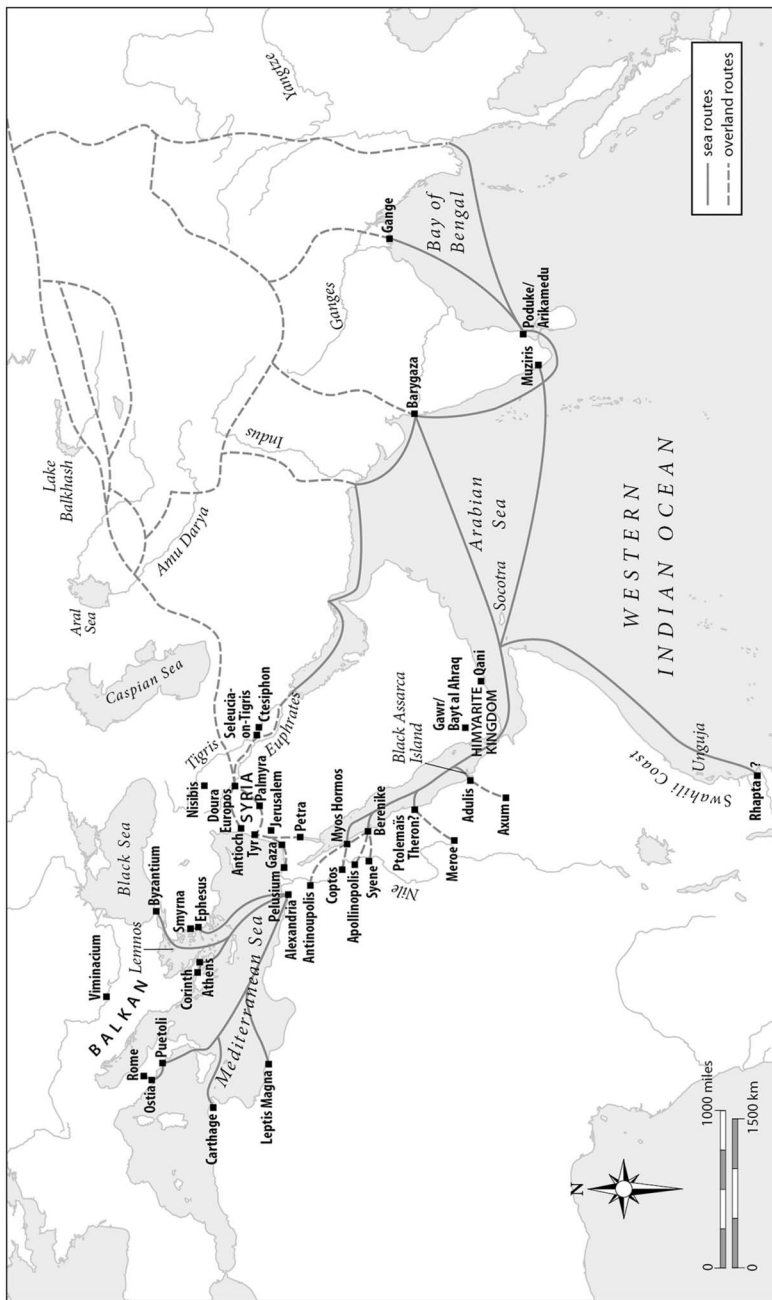 Rome
Ostia
Puetoli
Viminacium
BALKAN
Lemnos
Byzantium
Black Sea
Smyrna
Ephesus
Corinth
Athens
Carthage
Leptis Magna
Mediterranean Sea
Alexandria
Pelusium
Gaza
Tyr
Antioch
SYRIA
Doura
Europos
Nisibis
Palmyra
Jerusalem
Petra
Tigris
Euphrates
Seleucia-
on-Tigris
Ctesiphon
Caspian Sea
Aral
Sea
Amu Darya
Lake
Balkhash
Indus
Ganges
Yangtze
Antinoupolis
Coptos
Apollinopolis
Syene
Myos Hormos
Berenike
Ptolemaïs
Theron?
Nile
Meroe
Adulis
Axum
Black Assarca
Island
Gawr/
Bayt al Ahraq
HIMYARITE
KINGDOM
Qani
Socotra
Arabian
Sea
Barygaza
Muziris
Poduke/
Arikamedu
Gange
Bay of
Bengal
WESTERN
INDIAN OCEAN
Swahili Coast
Unguja
Rhapta
?
sea routes
overland routes
N
0 1000 miles
0 1500 km